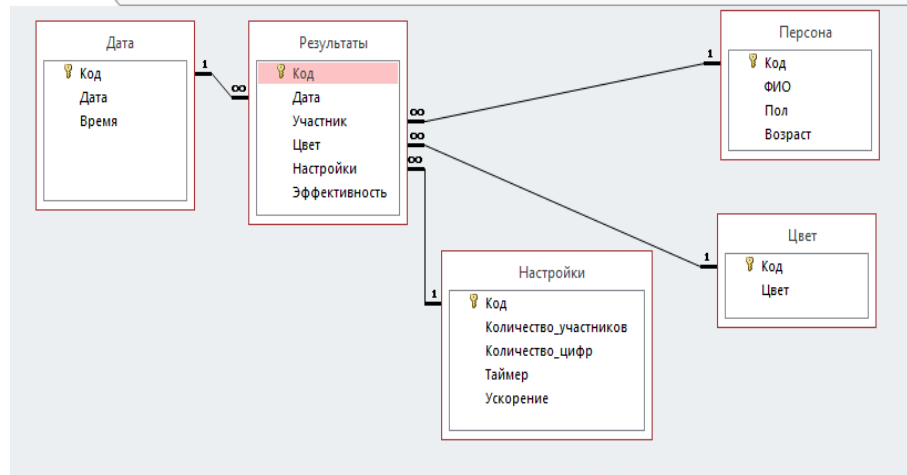 Дата
Код
Дата
Время
1
∞
Результаты
Код
Дата
Участник
Цвет
Настройки
Эффективность
∞
∞
∞
1
Персона
Код
ФИО
Пол
Возраст
1
Цвет
Код
Цвет
1
Настройки
Код
Количество_участников
Количество_цифр
Таймер
Ускорение